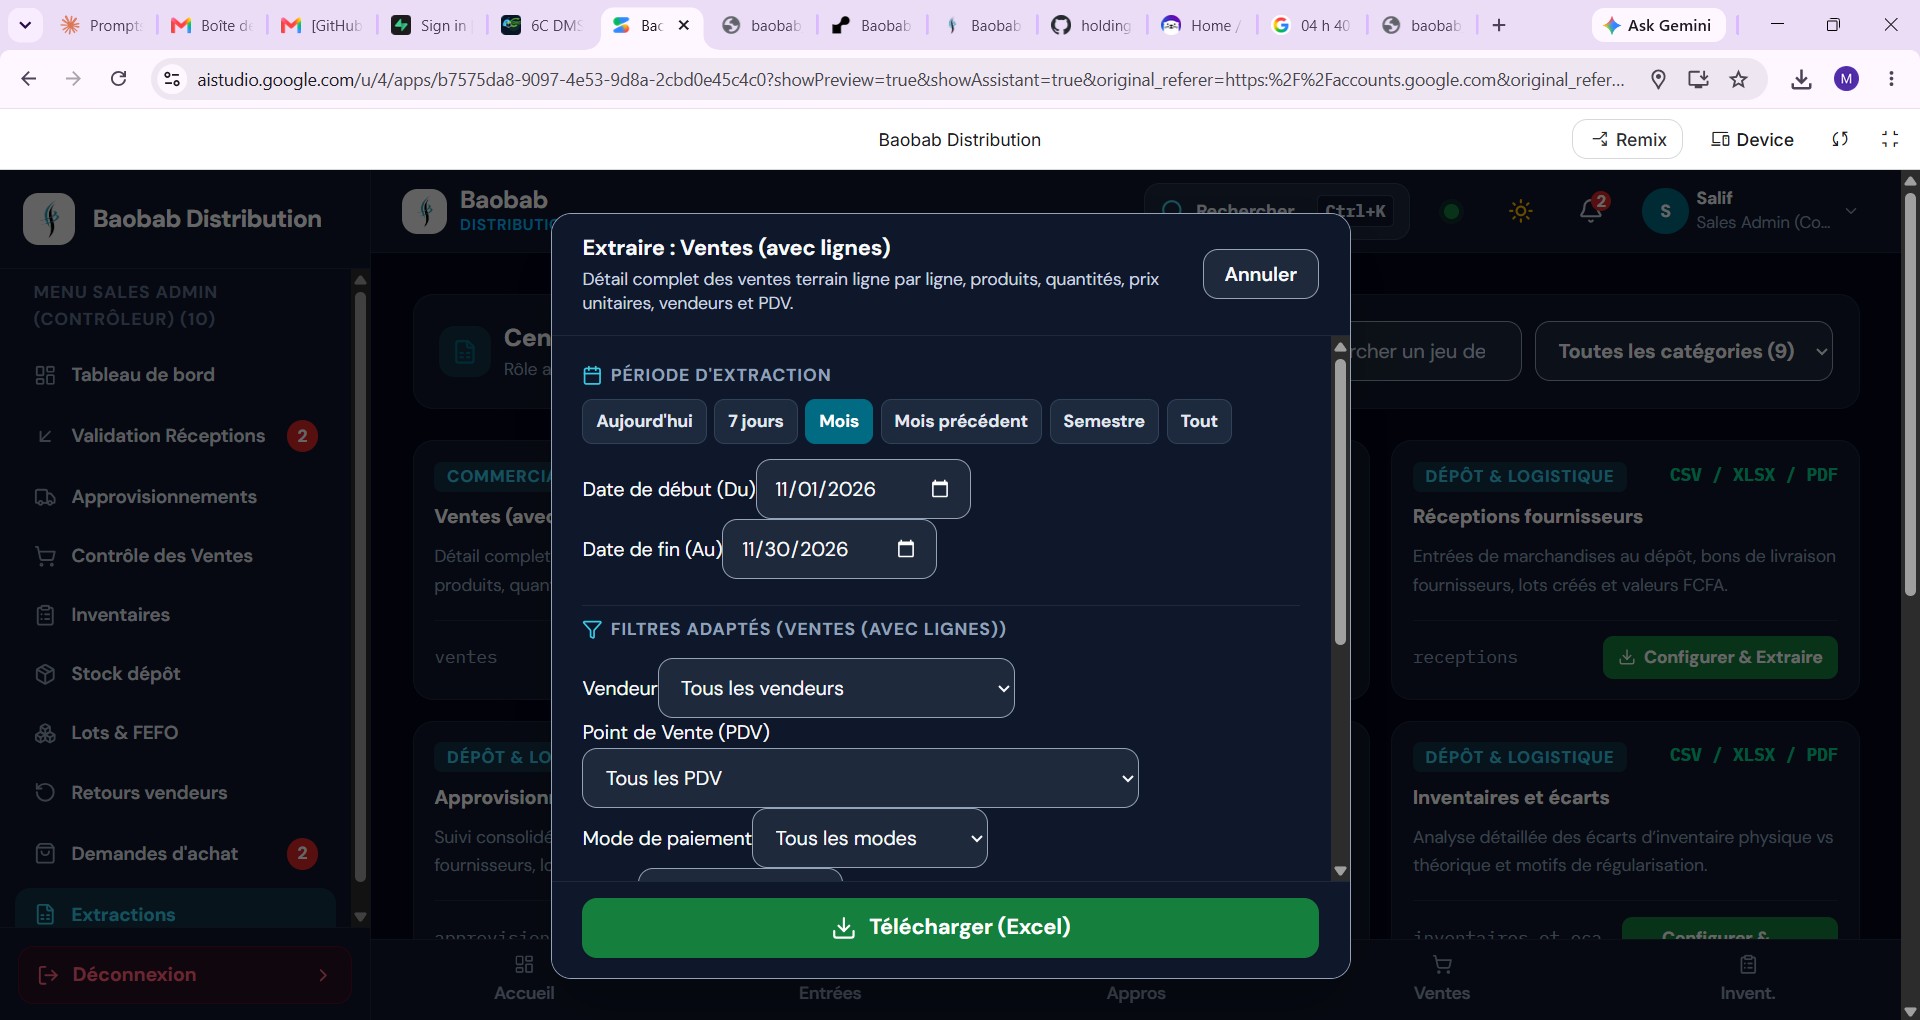 Prompts
Boîte de
[GitHub
Sign in
6C DMS
Bao
baobab
Baobab
Baobab
holding
Home /
04 h 40
baobab
Ask Gemini
aistudio.google.com/u/4/apps/b7575da8-9097-4e53-9d8a-2cbd0e45c4c0?showPreview=true&showAssistant=true&original_referer=https:%2F%2Faccounts.google.com&original_refer...
M
Baobab Distribution
Remix
Device
Baobab Distribution
Baobab
DISTRIBUTIO
Rechercher
Ctrl+K
2
S
Salif
Sales Admin (Co...
MENU SALES ADMIN
(CONTRÔLEUR) (10)
Tableau de bord
Validation Réceptions
2
Approvisionnements
Contrôle des Ventes
Inventaires
Stock dépôt
Lots & FEFO
Retours vendeurs
Demandes d'achat
2
Extractions
Déconnexion
Cen
Rôle a
rcher un jeu de
Toutes les catégories (9)
COMMERCIA
Ventes (avec
Détail complet
produits, quan
ventes
DÉPÔT & LO
Approvisionn
Suivi consolidé
fournisseurs, lo
approvision
DÉPÔT & LOGISTIQUE
CSV / XLSX / PDF
Réceptions fournisseurs
Entrées de marchandises au dépôt, bons de livraison
fournisseurs, lots créés et valeurs FCFA.
receptions
Configurer & Extraire
DÉPÔT & LOGISTIQUE
CSV / XLSX / PDF
Inventaires et écarts
Analyse détaillée des écarts d'inventaire physique vs
théorique et motifs de régularisation.
inventaires_et_eca
Configurer &
Extraire : Ventes (avec lignes)
Détail complet des ventes terrain ligne par ligne, produits, quantités, prix
unitaires, vendeurs et PDV.
Annuler
PÉRIODE D'EXTRACTION
Aujourd'hui
7 jours
Mois
Mois précédent
Semestre
Tout
Date de début (Du)
11/01/2026
Date de fin (Au)
11/30/2026
FILTRES ADAPTÉS (VENTES (AVEC LIGNES))
Vendeur
Tous les vendeurs
Point de Vente (PDV)
Tous les PDV
Mode de paiement
Tous les modes
Télécharger (Excel)
Accueil
Entrées
Appros
Ventes
Invent.